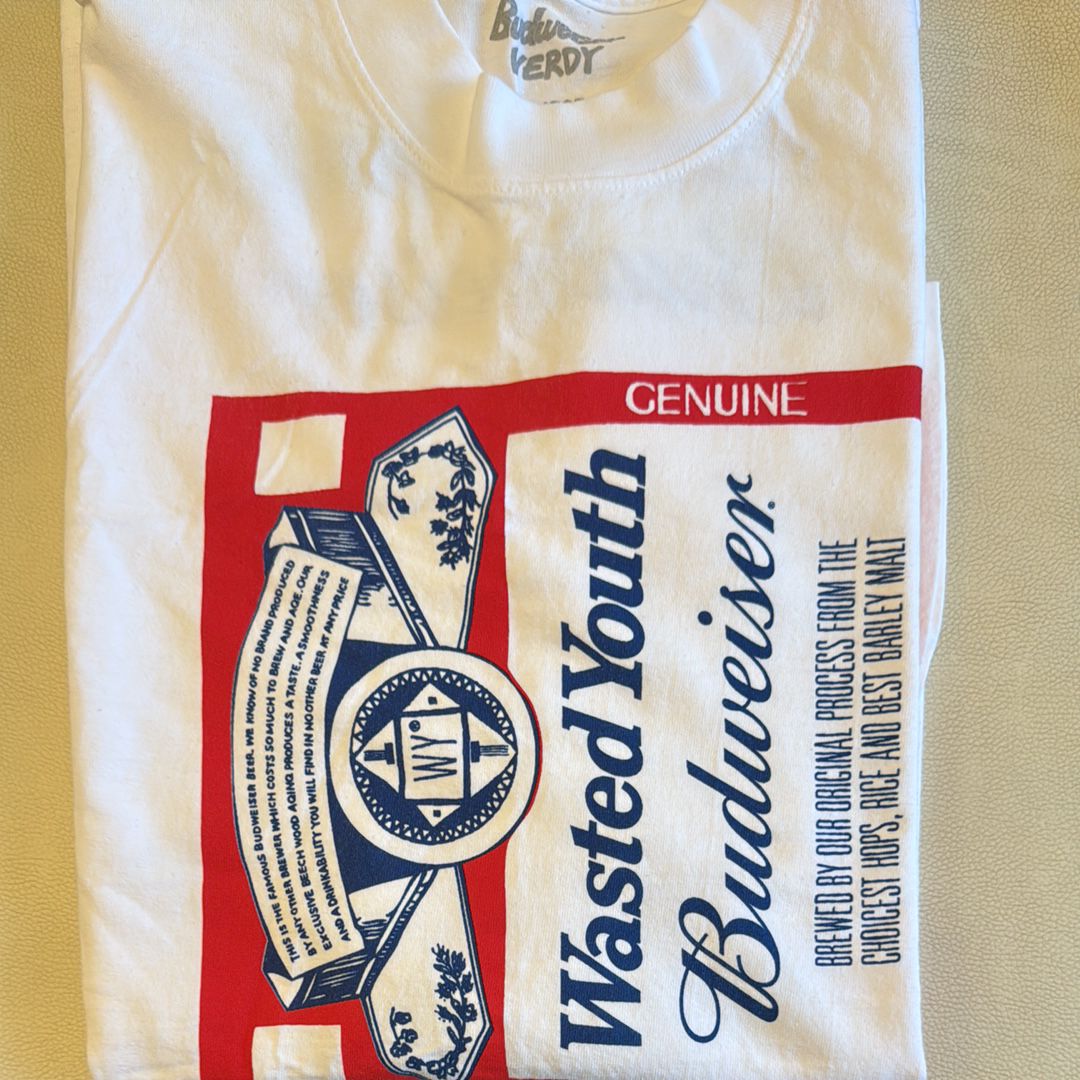 Budwe
VERDY
GENUINE
THIS IS THE FAMOUS BUDWEISER BEER. WE KNOW OF NO BRAND PRODUCED
BY ANY OTHER BREWER WHICH COSTS SO MUCH TO BREW AND AGE. OUR
EXCLUSIVE BEECH WOOD AGING PRODUCES A TASTE, A SMOOTHNESS
AND A DRINKABILITY YOU WILL FIND IN NO OTHER BEER AT ANY PRICE
WY®
Wasted Youth
Budweiser
BREWED BY OUR ORIGINAL PROCESS FROM THE
CHOICEST HOPS, RICE AND BEST BARLEY MALT